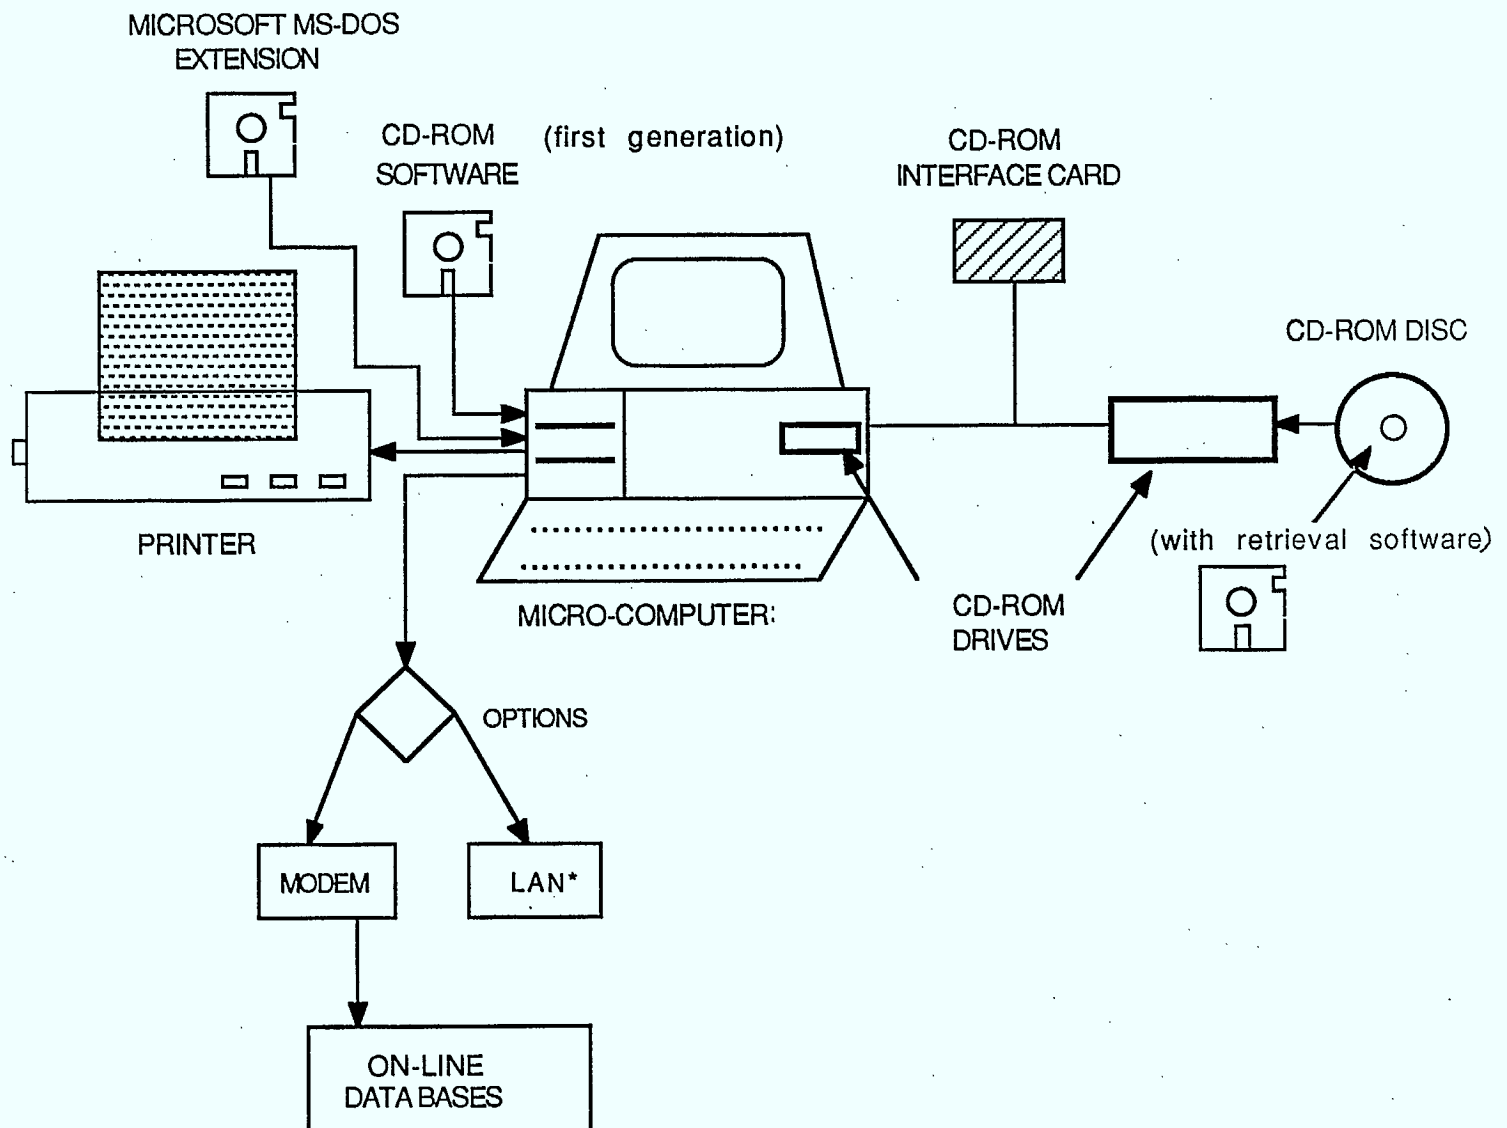 MICROSOFT MS-DOS
EXTENSION
CD-ROM (first generation)
SOFTWARE
CD-ROM
INTERFACE CARD
CD-ROM DISC
PRINTER
(with retrieval software)
MICRO-COMPUTER:
CD-ROM
DRIVES
OPTIONS
MODEM
LAN*
ON-LINE
DATA BASES